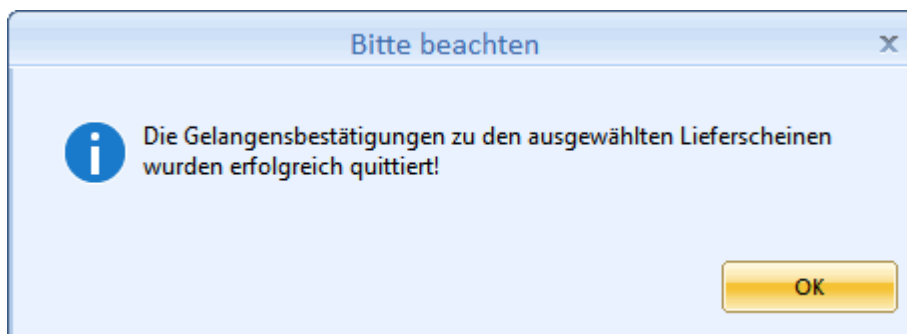 Bitte beachten
Die Gelangensbestätigungen zu den ausgewählten Lieferscheinen
wurden erfolgreich quittiert!
OK